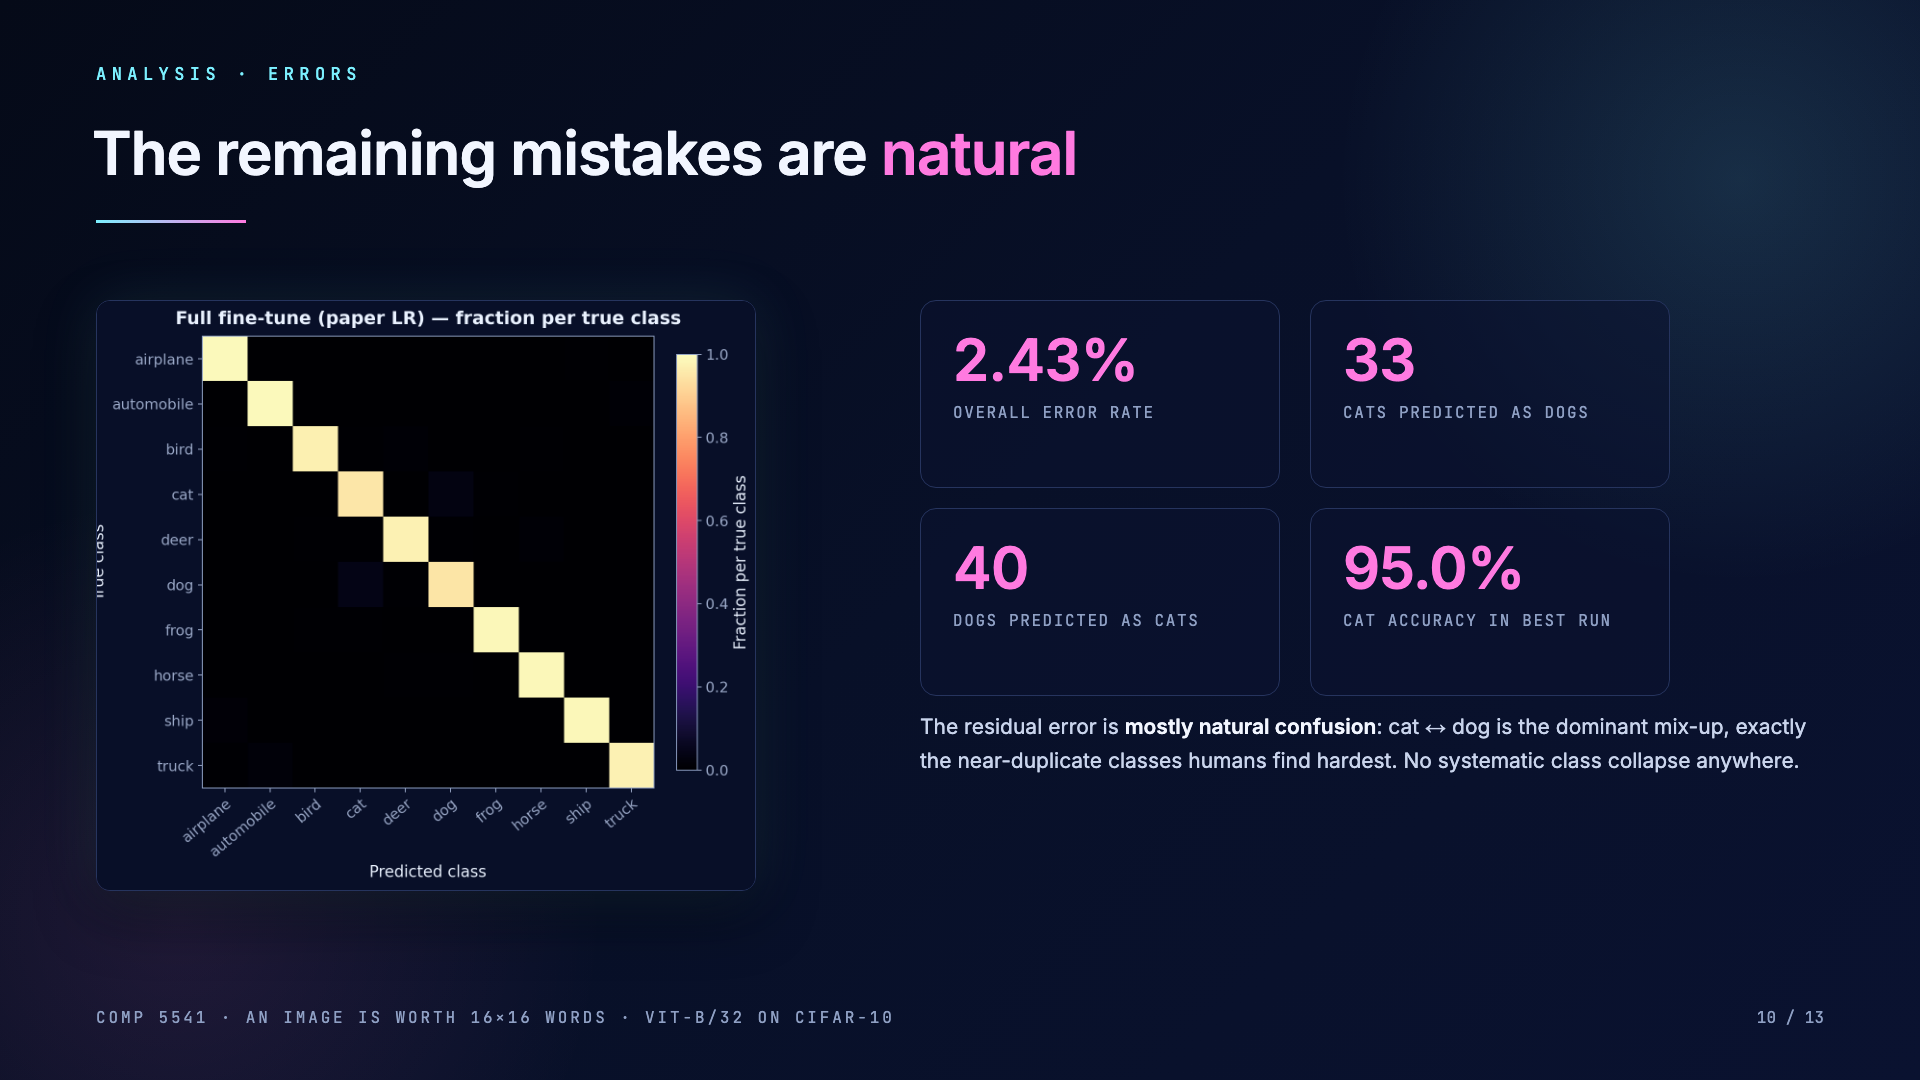 ANALYSIS · ERRORS
The remaining mistakes are natural
Full fine-tune (paper LR) — fraction per true class
airplane
automobile
bird
cat
deer
dog
frog
horse
ship
truck
class
airplane
automobile
bird
cat
deer
dog
frog
horse
ship
truck
Predicted class
1.0
0.8
0.6
0.4
0.2
0.0
Fraction per true class
2.43%
OVERALL ERROR RATE
33
CATS PREDICTED AS DOGS
40
DOGS PREDICTED AS CATS
95.0%
CAT ACCURACY IN BEST RUN
The residual error is mostly natural confusion: cat ↔ dog is the dominant mix-up, exactly
the near-duplicate classes humans find hardest. No systematic class collapse anywhere.
COMP 5541 · AN IMAGE IS WORTH 16×16 WORDS · VIT-B/32 ON CIFAR-10
10 / 13